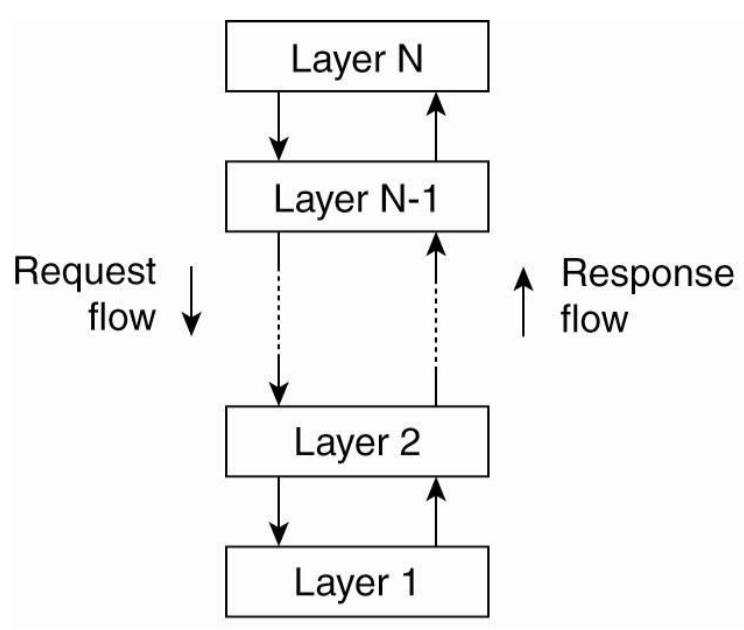 Layer N
Layer N-1
Request
flow
Response
flow
Layer 2
Layer 1